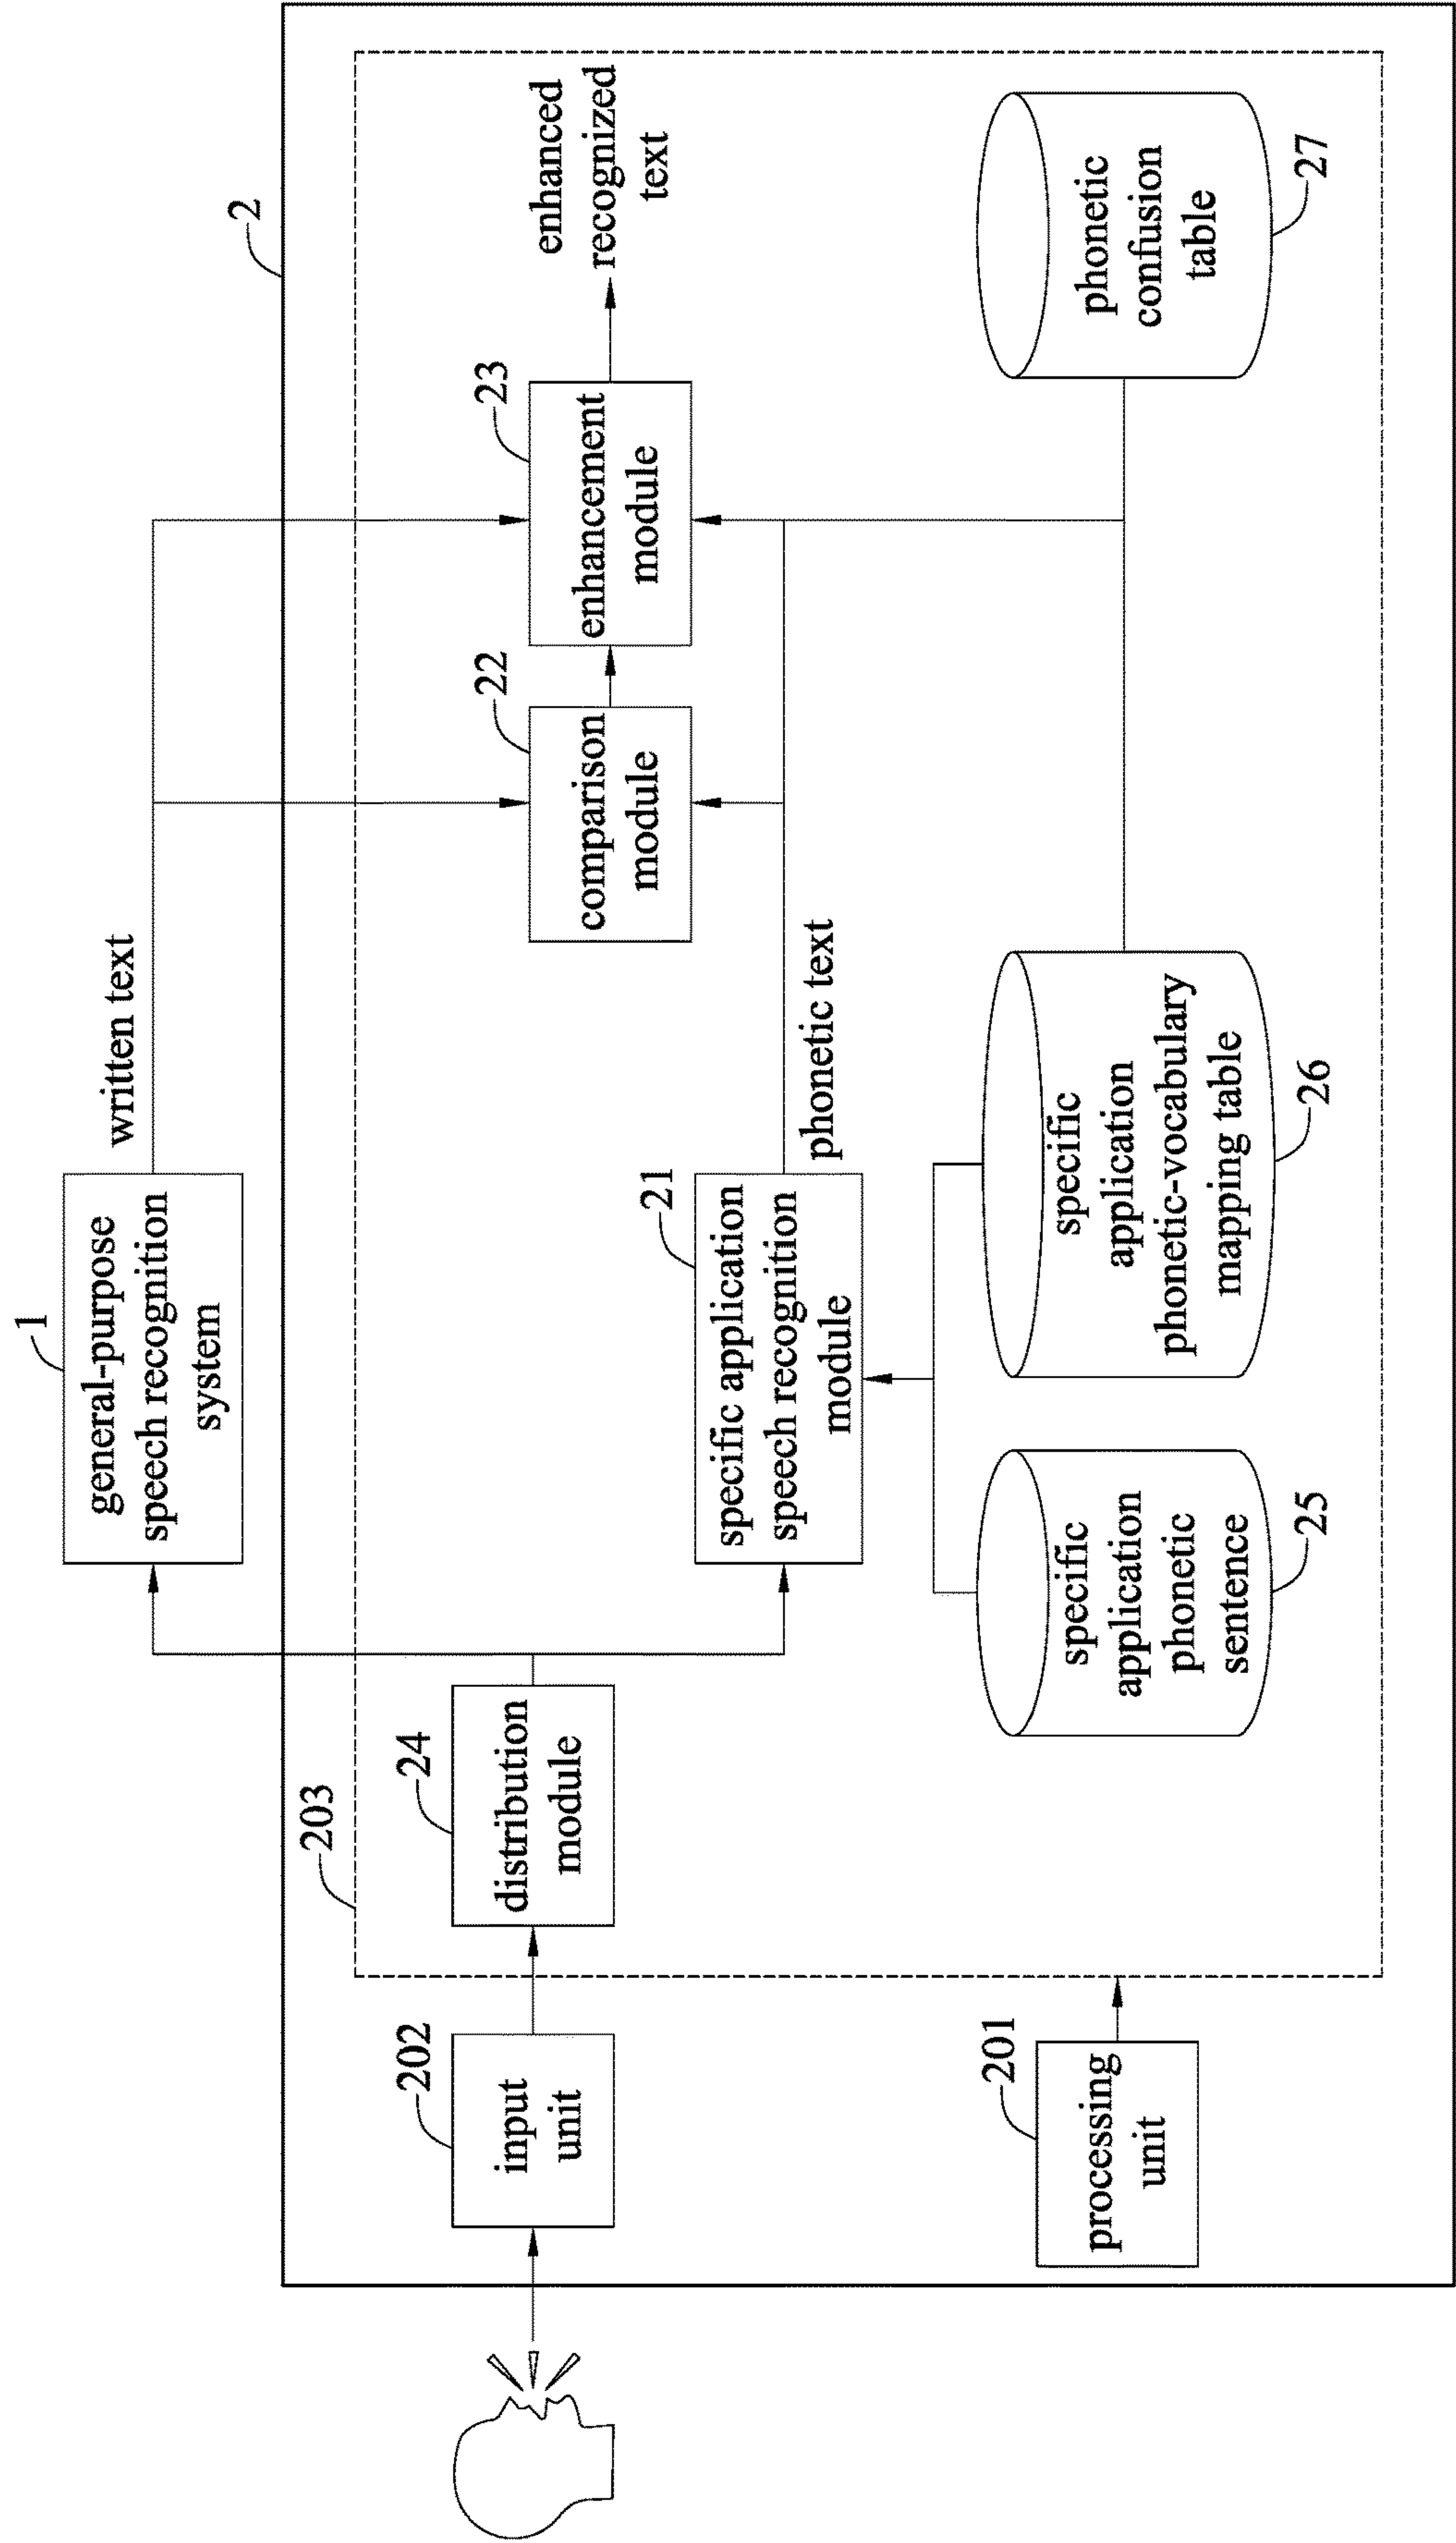 1
general-purpose
speech recognition
system
written text
2
203
202
input
unit
24
distribution
module
22
comparison
module
23
enhancement
module
enhanced
recognized
text
21
specific application
speech recognition
module
phonetic text
201
processing
unit
specific
application
phonetic
sentence
25
specific
application
phonetic-vocabulary
mapping table
26
phonetic
confusion
table
27